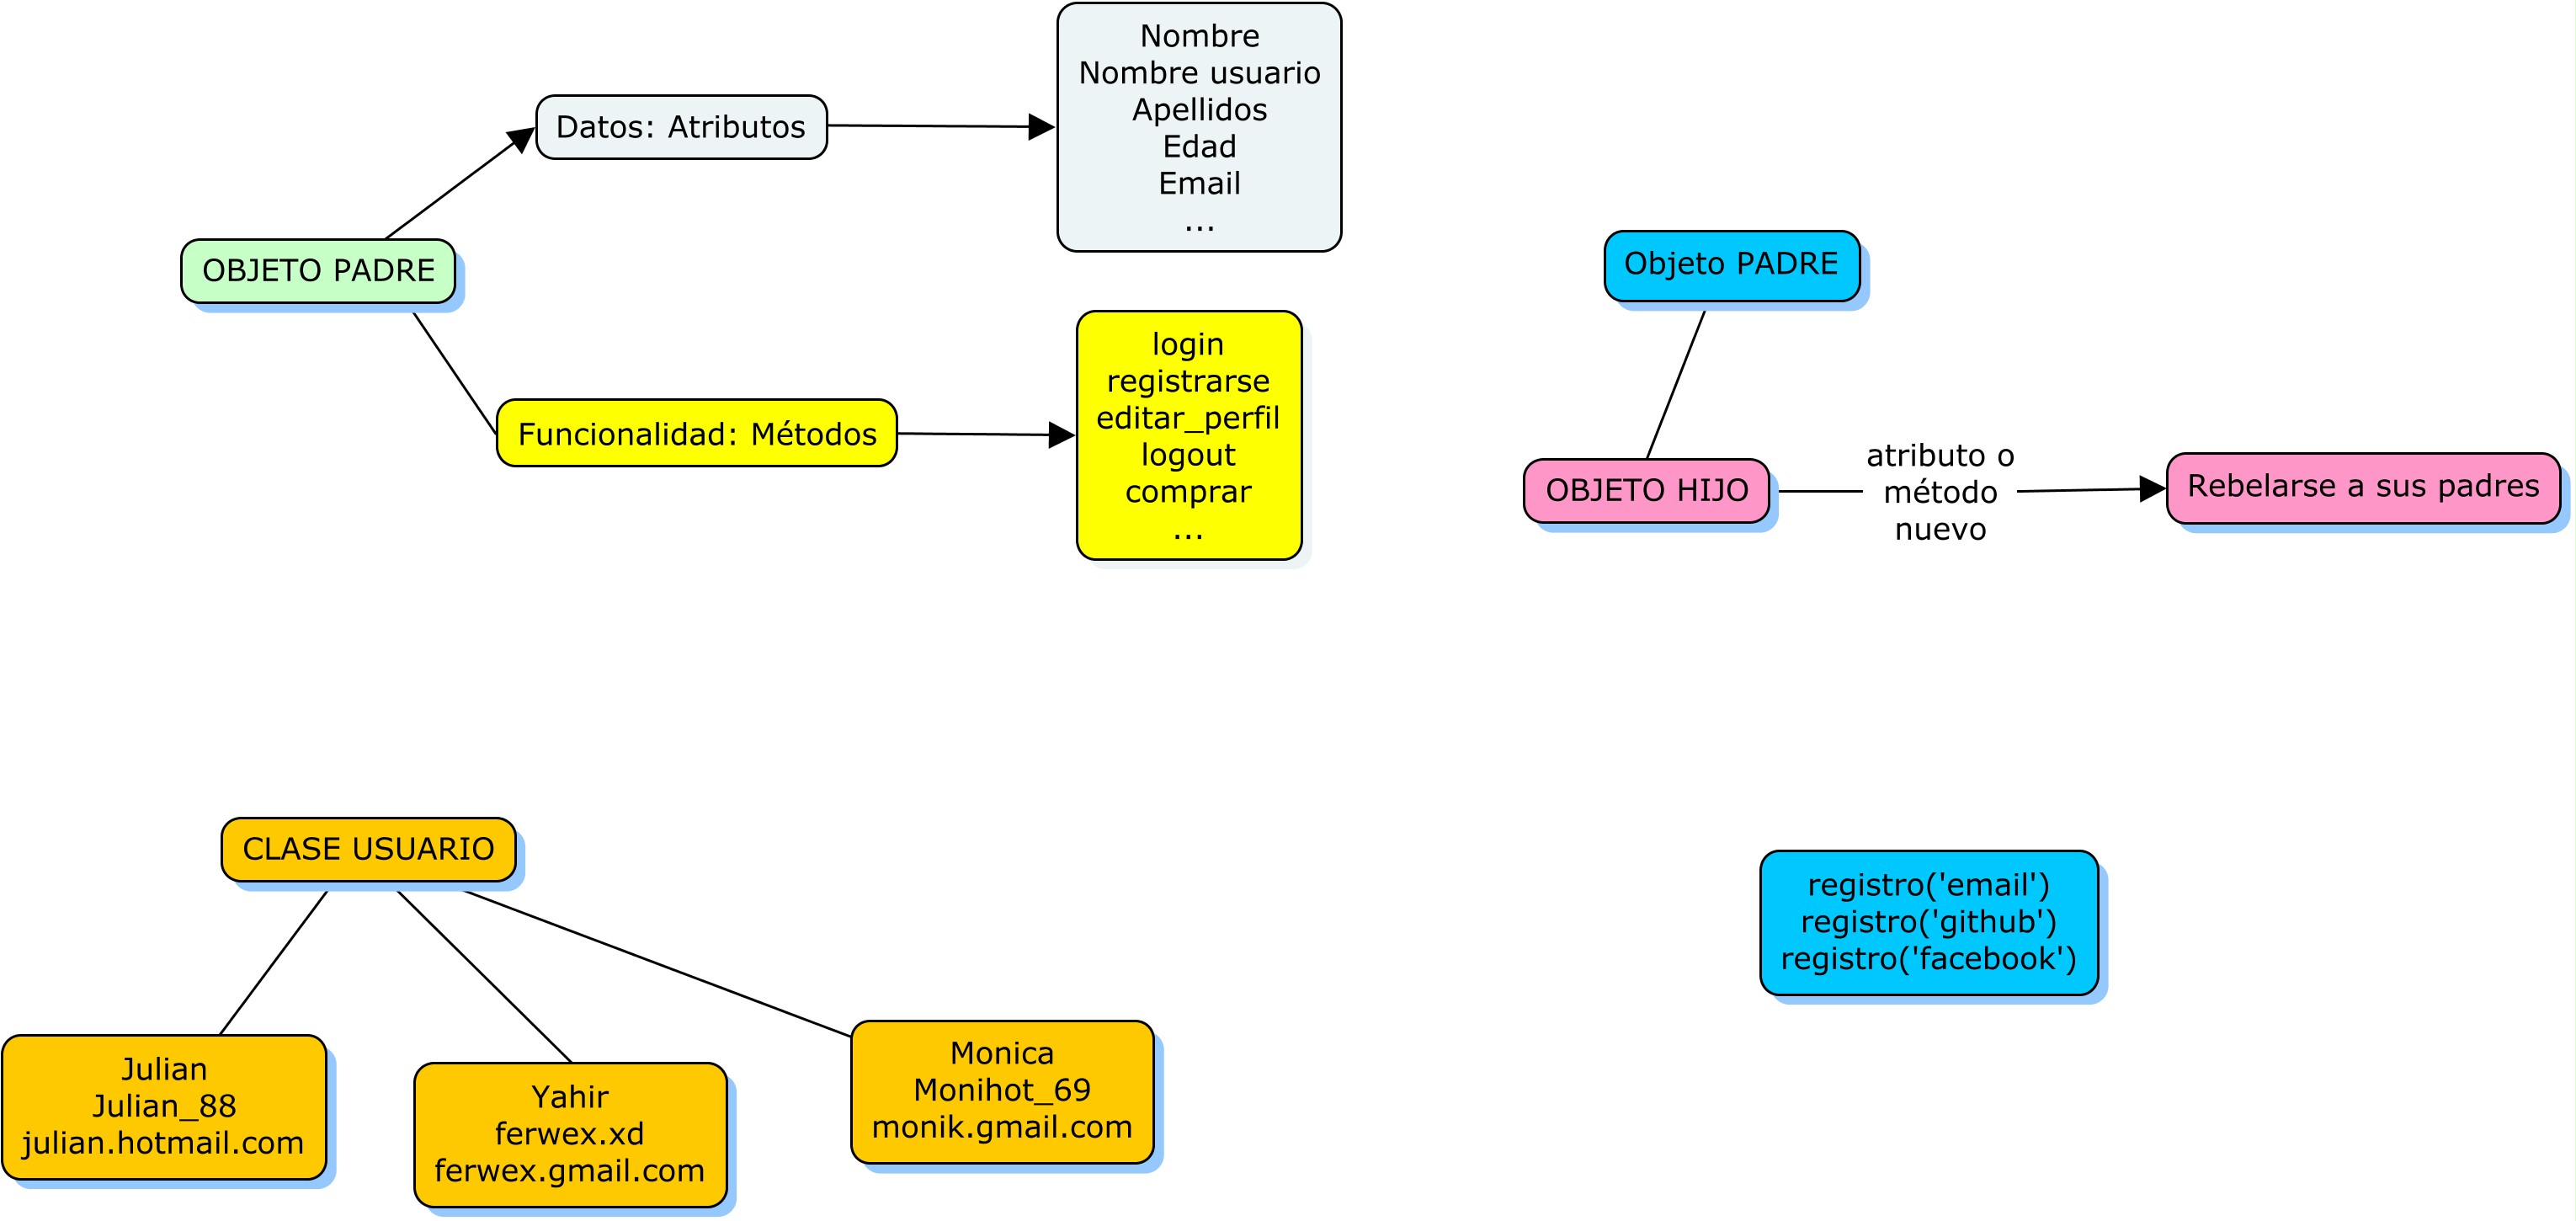 Nombre
Nombre usuario
Apellidos
Edad
Email
...
Datos: Atributos
OBJETO PADRE
Funcionalidad: Métodos
login
registrarse
editar_perfil
logout
comprar
...
Objeto PADRE
OBJETO HIJO
atributo o
método
nuevo
Rebelarse a sus padres
CLASE USUARIO
Julian
Julian_88
julian.hotmail.com
Yahir
ferwex.xd
ferwex.gmail.com
Monica
Monihot_69
monik.gmail.com
registro('email')
registro('github')
registro('facebook')